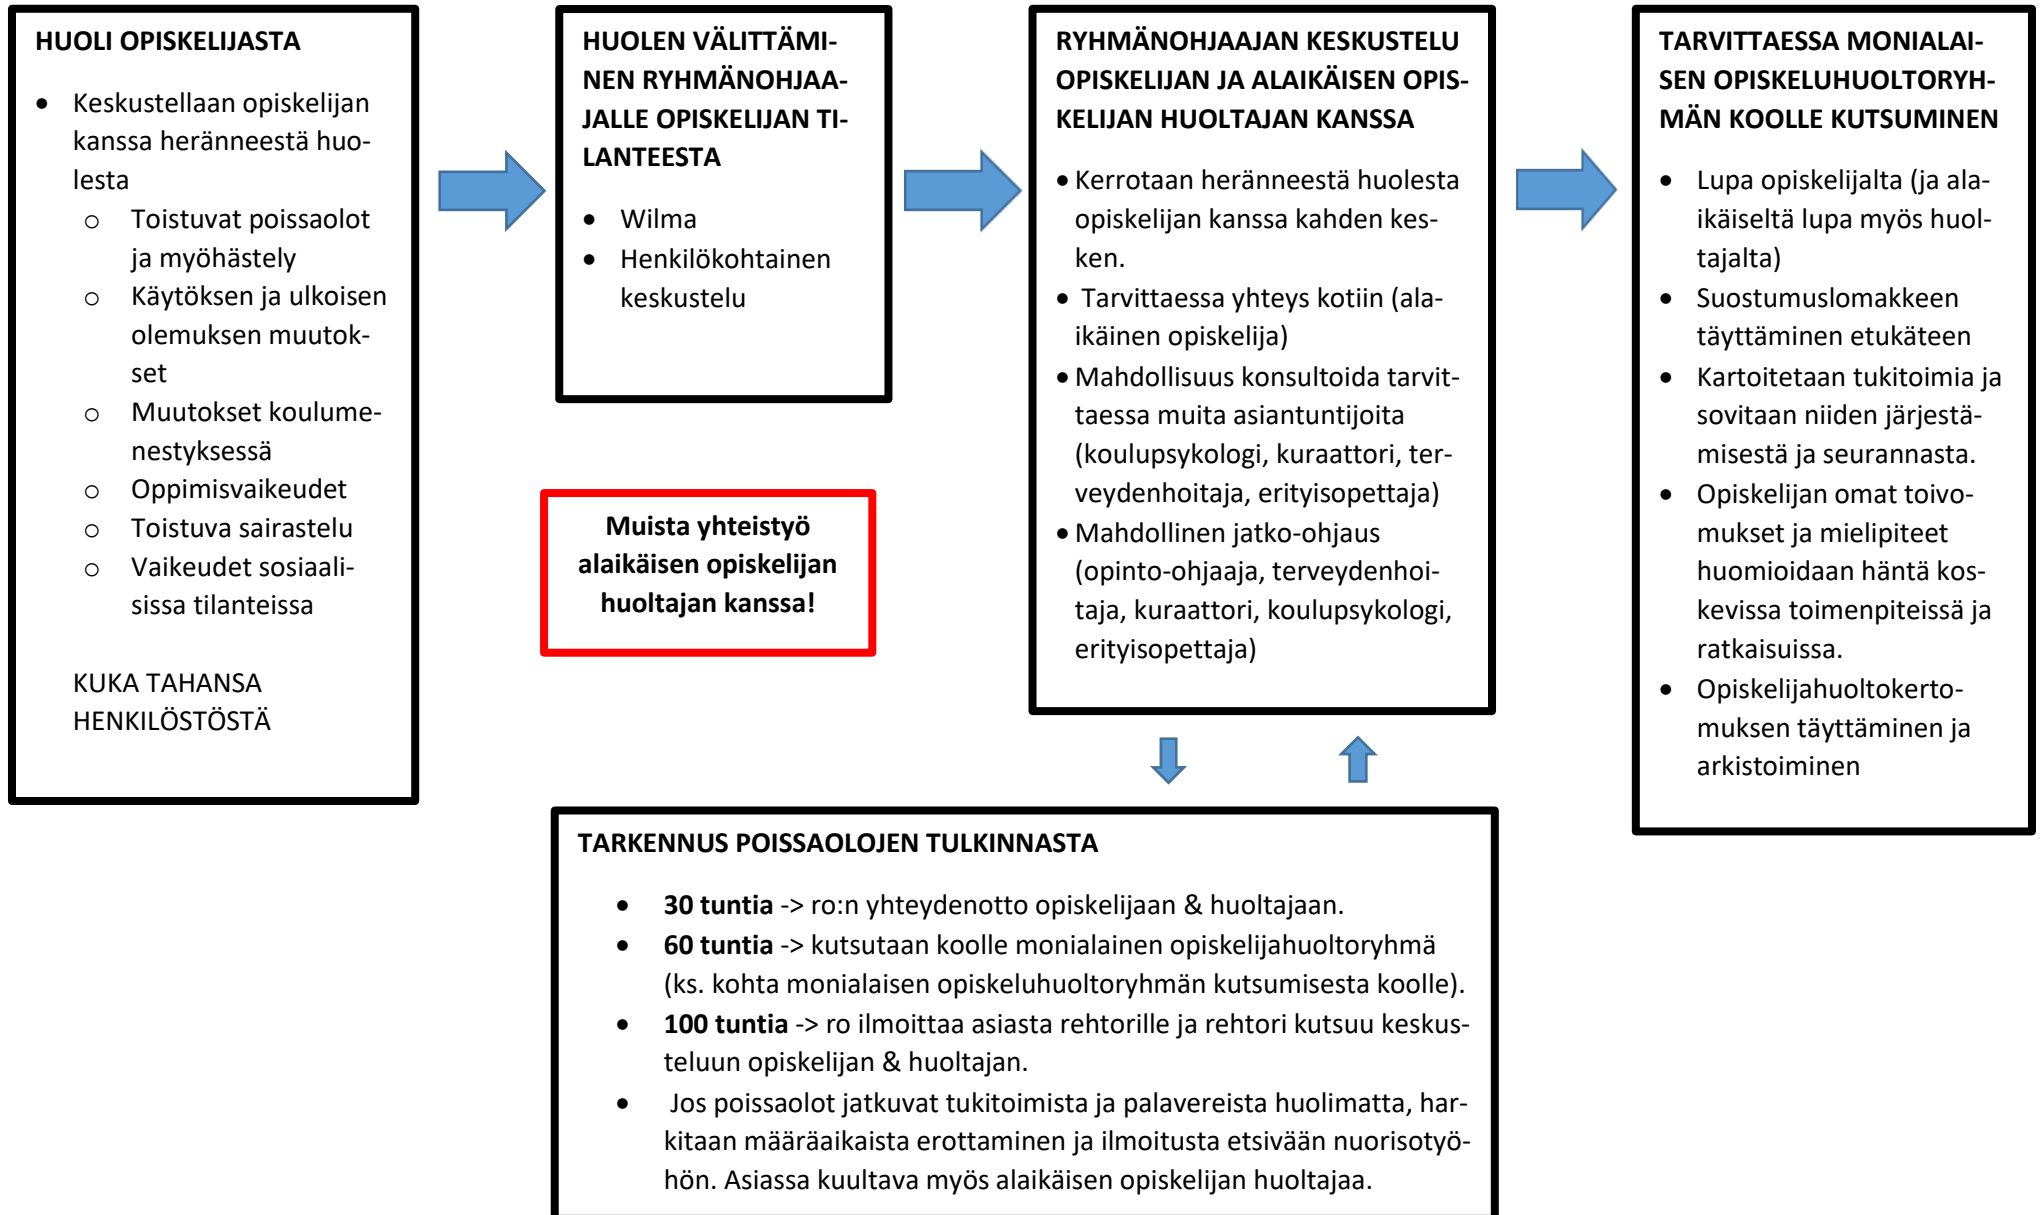 HUOLI OPISKELIJASTA
• Keskustellaan opiskelijan
kanssa heränneestä huo-
lesta
o Toistuvat poissaolot
ja myöhästely
o Käytöksen ja ulkoisen
olemuksen muutok-
set
o Muutokset koulume-
nestyksessä
o Oppimisvaikeudet
o Toistuva sairastelu
o Vaikeudet sosiaali-
sissa tilanteissa
KUKA TAHANSA
HENKILÖSTÖSTÄ
HUOLEN VÄLITTÄMI-
NEN RYHMÄNOHJAA-
JALLE OPISKELIJAN TI-
LANTEESTA
• Wilma
• Henkilökohtainen
keskustelu
Muista yhteistyö
alaikäisen opiskelijan
huoltajan kanssa!
RYHMÄNOHJAAJAN KESKUSTELU
OPISKELIJAN JA ALAIKÄISEN OPIS-
KELIJAN HUOLTAJAN KANSSA
• Kerrotaan heränneestä huolesta
opiskelijan kanssa kahden kes-
ken.
• Tarvittaessa yhteys kotiin (ala-
ikäinen opiskelija)
• Mahdollisuus konsultoida tarvit-
taessa muita asiantuntijoita
(koulupsykologi, kuraattori, ter-
veydenhoitaja, erityisopettaja)
• Mahdollinen jatko-ohjaus
(opinto-ohjaaja, terveydenhoi-
taja, kuraattori, koulupsykologi,
erityisopettaja)
TARVITTAESSA MONIALAI-
SEN OPISKELUHUOLTORYH-
MÄN KOOLLE KUTSUMINEN
• Lupa opiskelijalta (ja ala-
ikäiseltä lupa myös huol-
tajalta)
• Suostumuslomakkeen
täyttäminen etukäteen
• Kartoitetaan tukitoimia ja
sovitaan niiden järjestä-
misestä ja seurannasta.
• Opiskelijan omat toivo-
mukset ja mielipiteet
huomioidaan häntä kos-
kevissa toimenpiteissä ja
ratkaisuissa.
• Opiskelijahuoltokerto-
muksen täyttäminen ja
arkistoiminen
TARKENNUS POISSAOLOJEN TULKINNASTA
• 30 tuntia -> ro:n yhteydenotto opiskelijaan & huoltajaan.
• 60 tuntia -> kutsutaan koolle monialainen opiskelijahuoltoryhmä
(ks. kohta monialaisen opiskeluhuoltoryhmän kutsumisesta koolle).
• 100 tuntia -> ro ilmoittaa asiasta rehtorille ja rehtori kutsuu keskus-
teluun opiskelijan & huoltajan.
• Jos poissaolot jatkuvat tukitoimista ja palavereista huolimatta, har-
kitaan määräaikaista erottaminen ja ilmoitusta etsivään nuorisotyö-
hön. Asiassa kuultava myös alaikäisen opiskelijan huoltajaa.